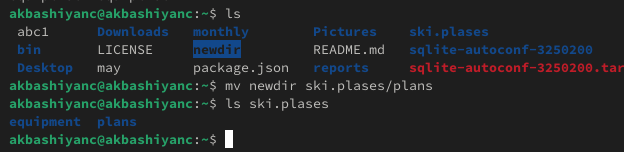 akbashiyanc@akbashiyanc:~$ ls
abc1 Downloads monthly Pictures ski.plases
bin LICENSE newdir README.md sqlite-autoconf-3250200
Desktop may package.json reports sqlite-autoconf-3250200.tar
akbashiyanc@akbashiyanc:~$ mv newdir ski.plases/plans
akbashiyanc@akbashiyanc:~$ ls ski.plases
equipment plans
akbashiyanc@akbashiyanc:~$